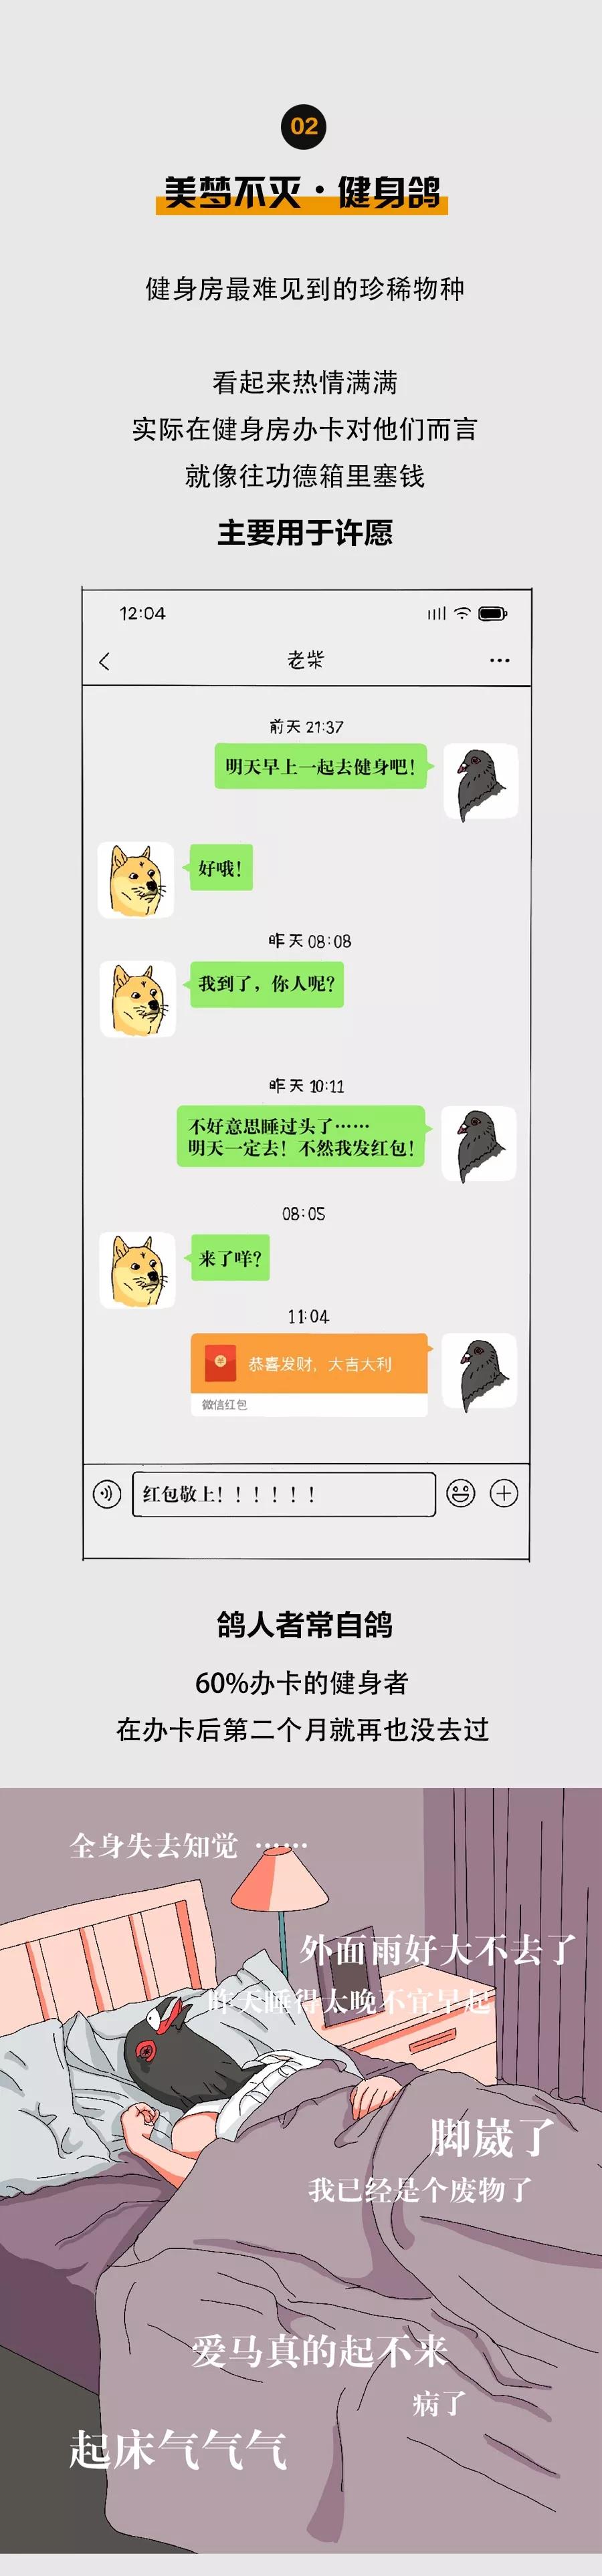 02
美梦不灭·健身鸽
健身房最难见到的珍稀物种
看起来热情满满
实际在健身房办卡对他们而言
就像往功德箱里塞钱
主要用于许愿
12:04
老柴
前天 21:37
明天早上一起去健身吧！
好哦！
昨天 08:08
我到了，你人呢？
昨天 10:11
不好意思睡过头了……
明天一定去！不然我发红包！
08:05
来了咩？
11:04
恭喜发财，大吉大利
微信红包
红包敬上！！！！！！
鸽人者常自鸽
60%办卡的健身者
在办卡后第二个月就再也没去过
全身失去知觉 ……
外面雨好大不去了
昨天睡得太晚不宜早起
脚崴了
我已经是个废物了
爱马真的起不来
病了
起床气气气